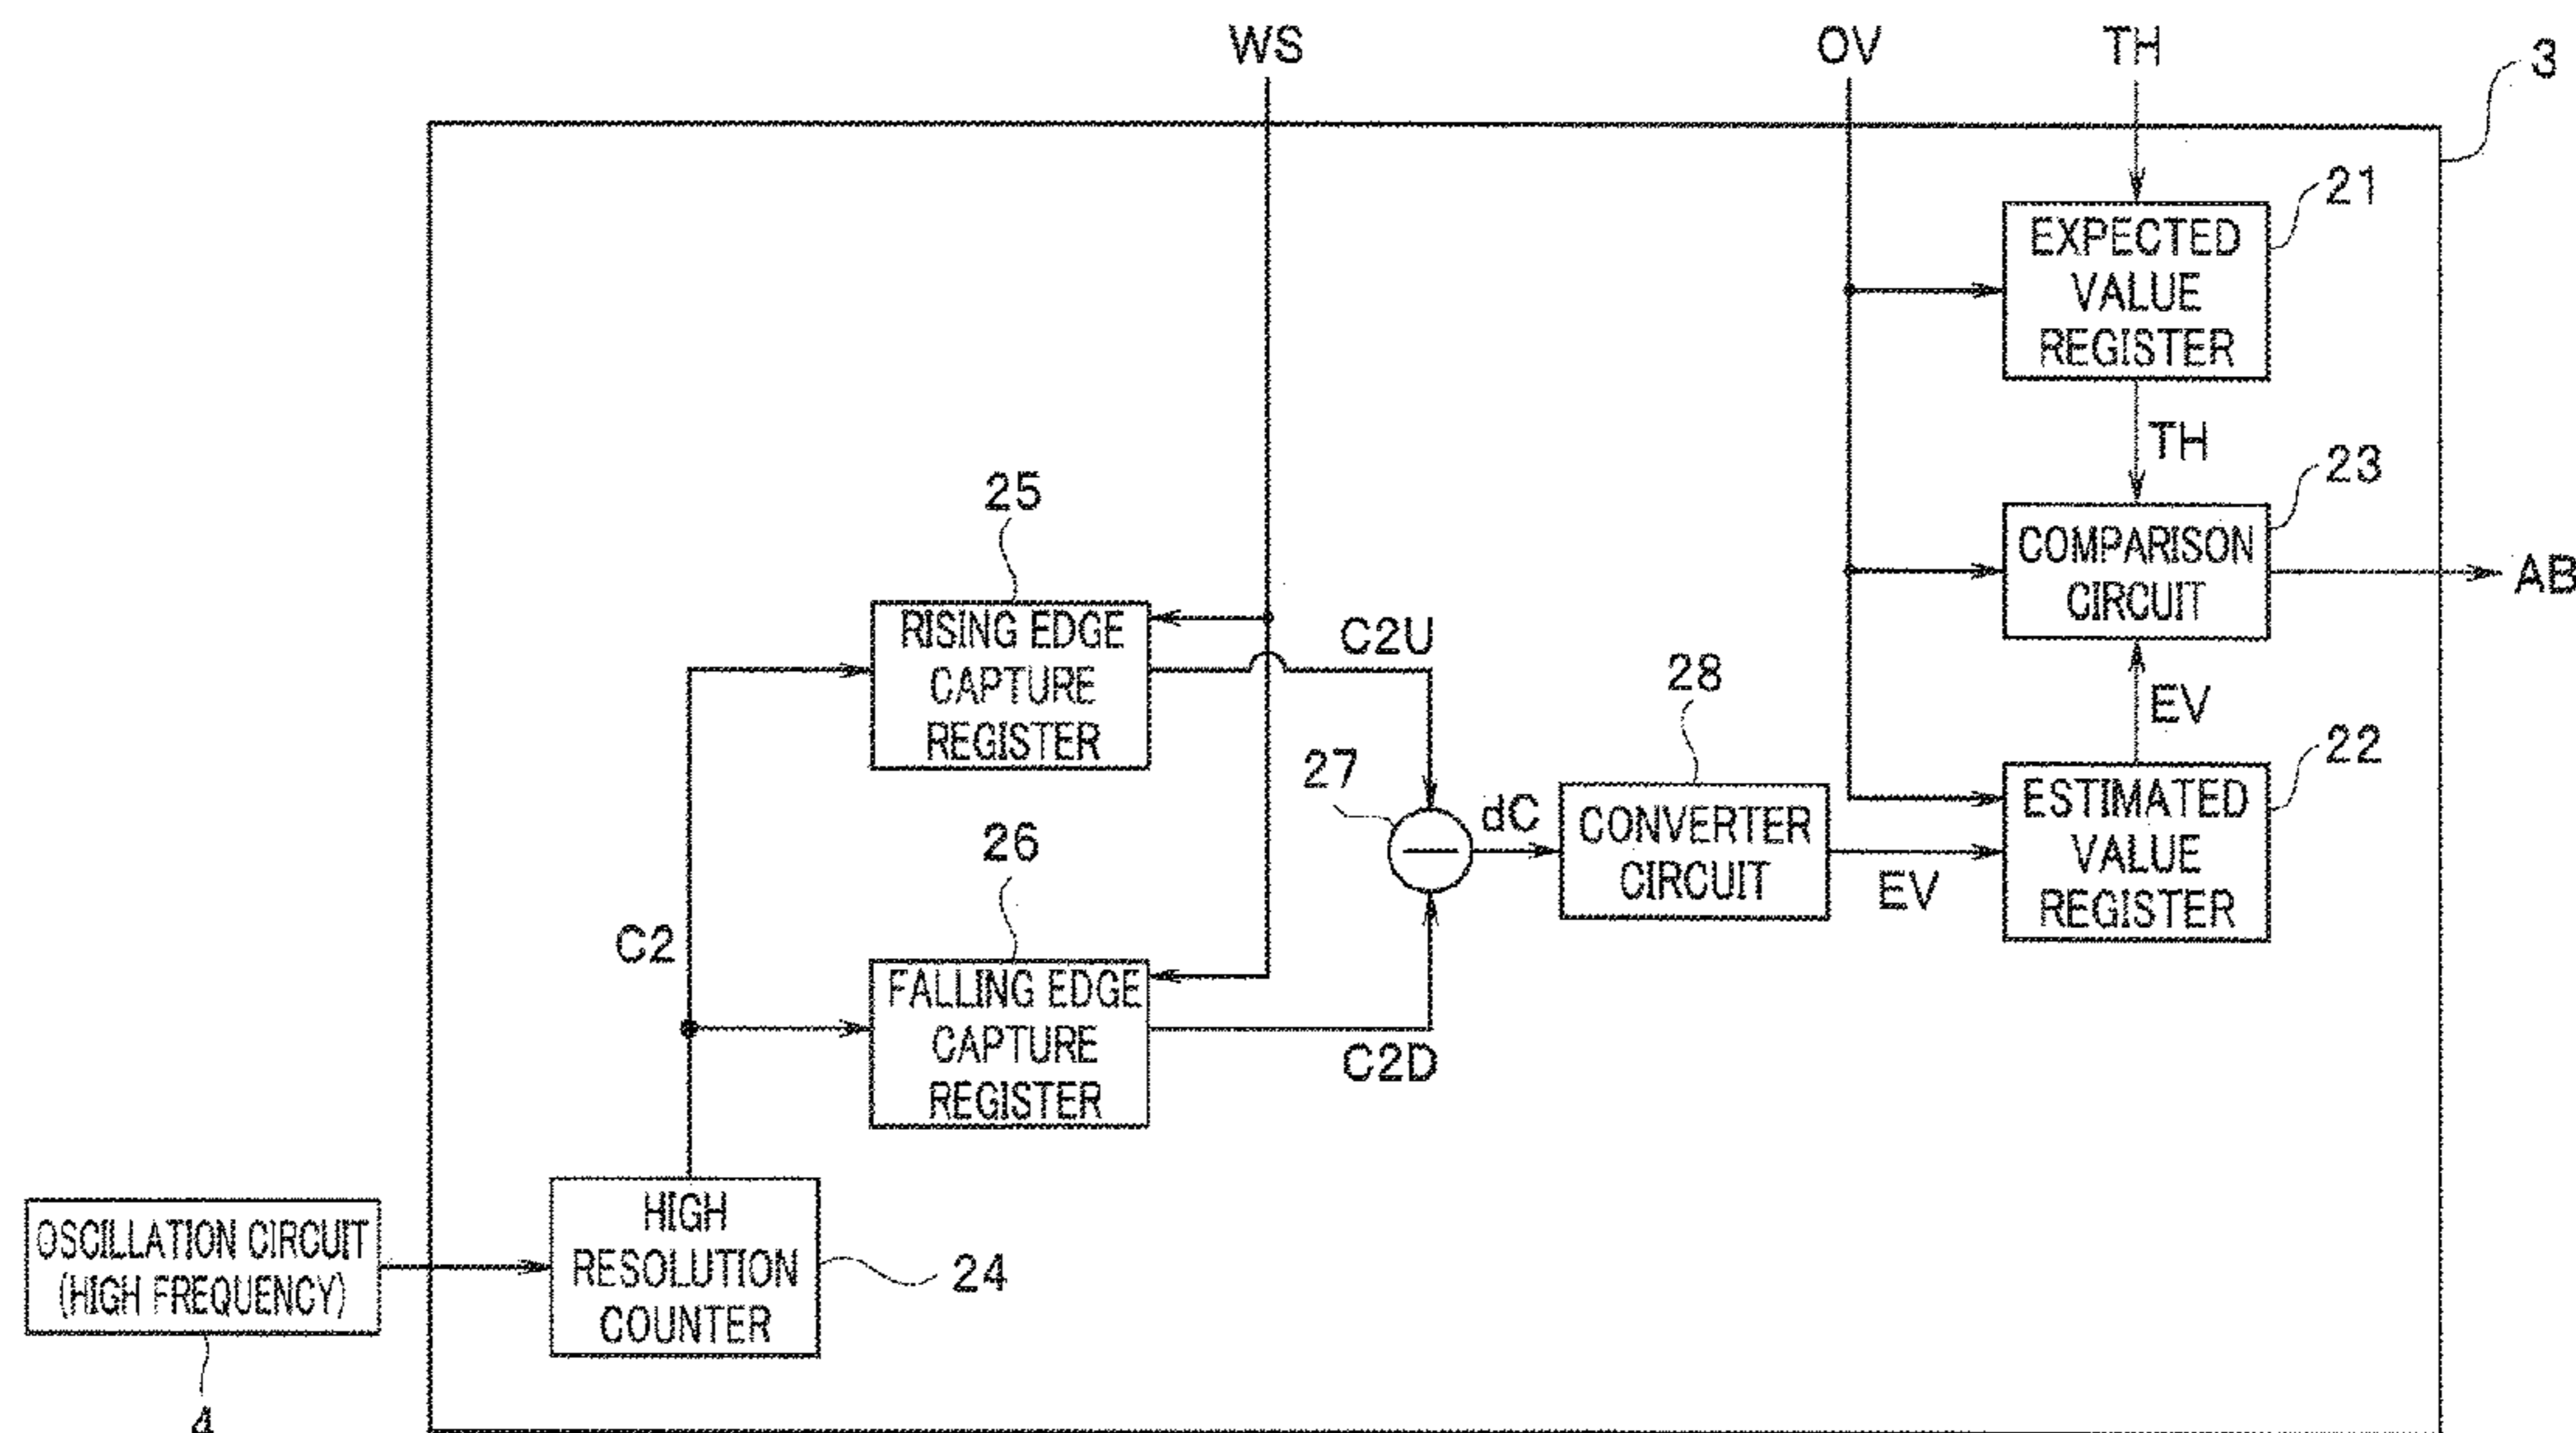 WS
OV
TH
3
21
EXPECTED
VALUE
REGISTER
TH
23
COMPARISON
CIRCUIT
AB
25
RISING EDGE
CAPTURE
REGISTER
C2U
EV
28
22
27
dC
CONVERTER
CIRCUIT
EV
ESTIMATED
VALUE
REGISTER
26
C2
FALLING EDGE
CAPTURE
REGISTER
C2D
OSCILLATION CIRCUIT
(HIGH FREQUENCY)
HIGH
RESOLUTION
COUNTER
24
4